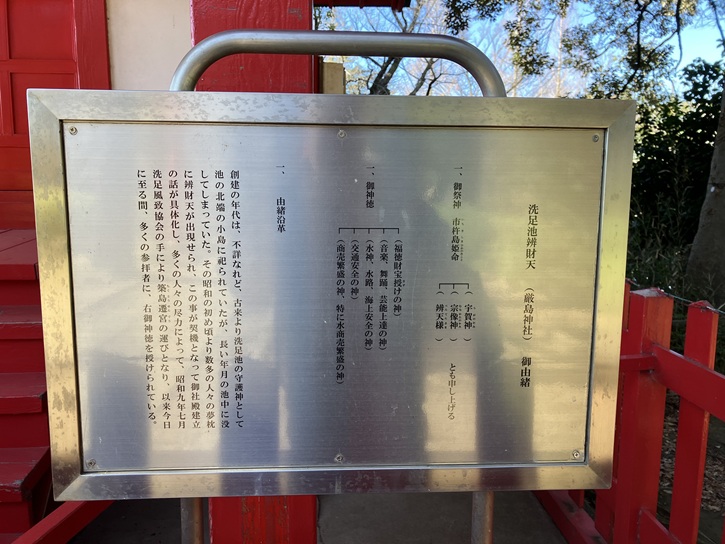 洗足池辨財天　(厳島神社)　御由緒
一、御祭神　市杵島姫命
(宇賀神)
(宗像神)
(辨天様)
とも申し上げる
一、御神徳
(福徳財宝授けの神)
(音楽、舞踊、芸能上達の神)
(水神、水路、海上安全の神)
(交通安全の神)
(商売繁盛の神、特に水商売繁盛の神)
一、由緒沿革
創建の年代は、不詳なれど、古来より洗足池の守護神として
池の北端の小島に祀られていたが、長い年月の池中に没
してしまっていた。その昭和の初め頃より数多の人々の夢枕
に辨財天が出現せられ、この事が契機となって御社殿建立
の話が具体化し、多くの人々の尽力によって、昭和九年七月
洗足風致協会の手により築島遷宮の運びとなり、以来今日
に至る間、多くの参拝者に、右御神徳を授けられている。